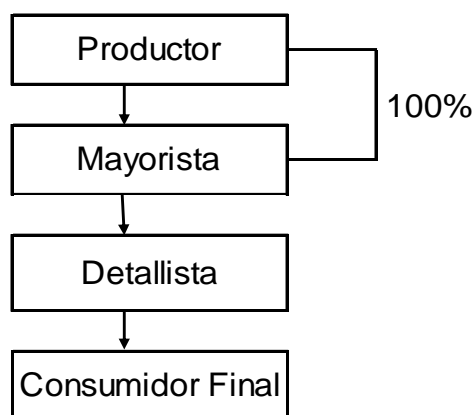 Productor
100%
Mayorista
Detallista
Consumidor Final